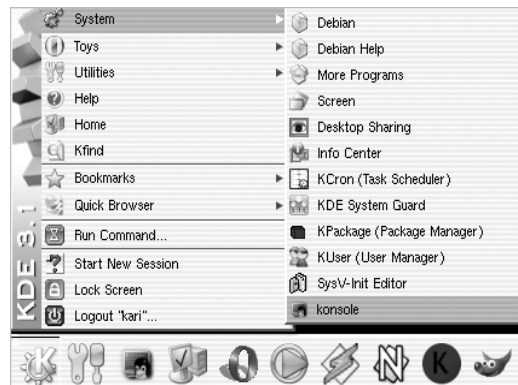 System
Toys
Utilities
Help
Home
Kfind
Bookmarks
Quick Browser
Run Command...
Start New Session
Lock Screen
Logout "kari"...
KDE 3.1
Debian
Debian Help
More Programs
Screen
Desktop Sharing
Info Center
KCron (Task Scheduler)
KDE System Guard
KPackage (Package Manager)
KUser (User Manager)
SysV-Init Editor
konsole